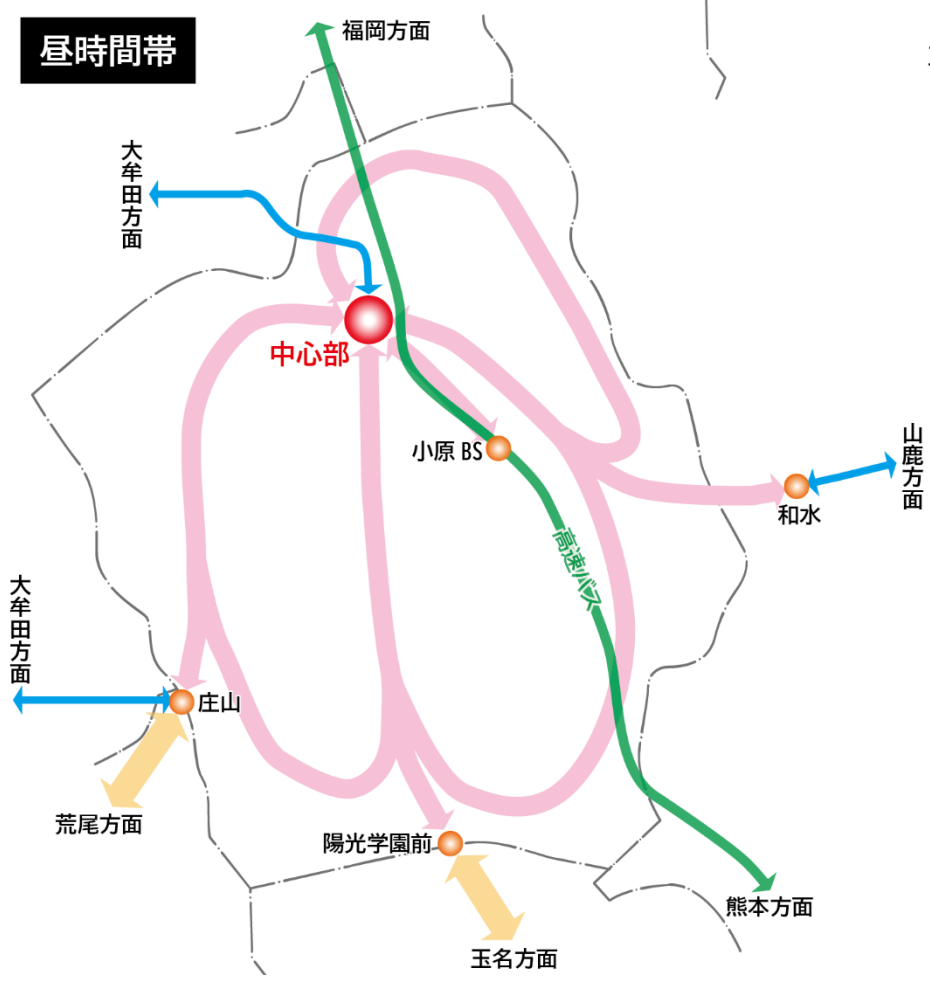 昼時間帯
福岡方面
大牟田方面
中心部
小原 BS
山鹿方面
和水
高速バス
大牟田方面
庄山
荒尾方面
陽光学園前
熊本方面
玉名方面